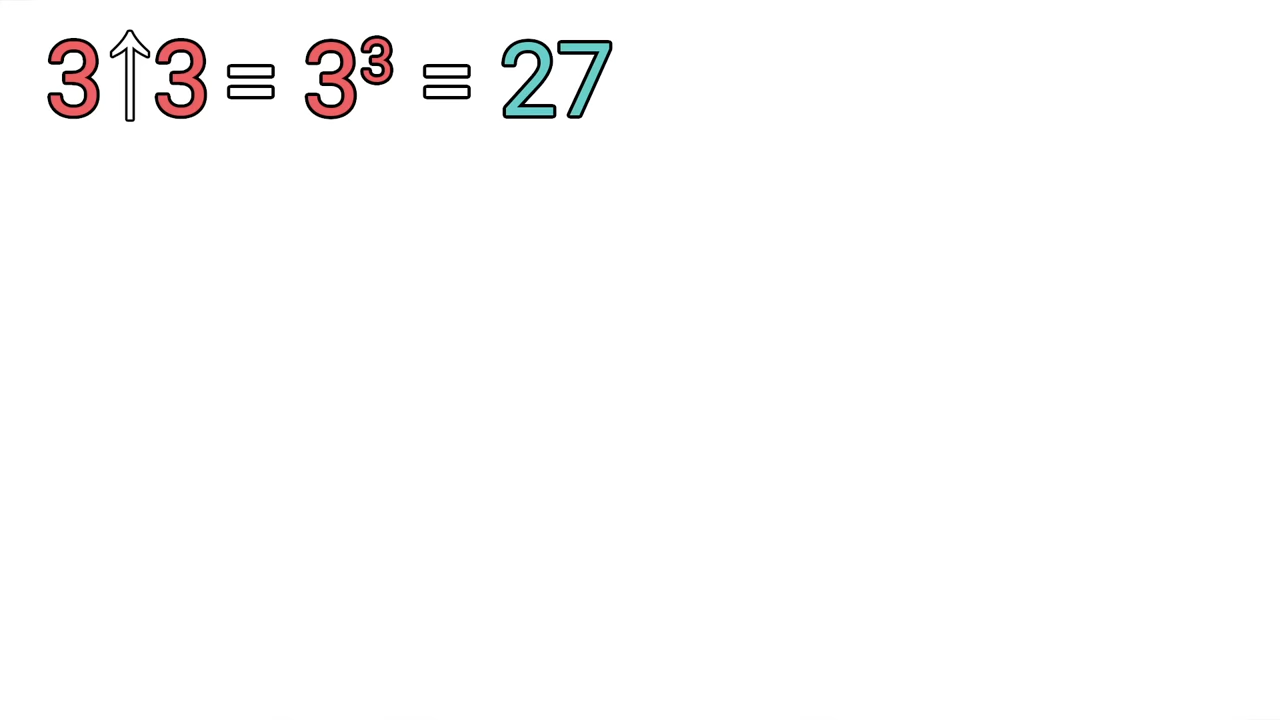 3↑3 = 3³ = 27